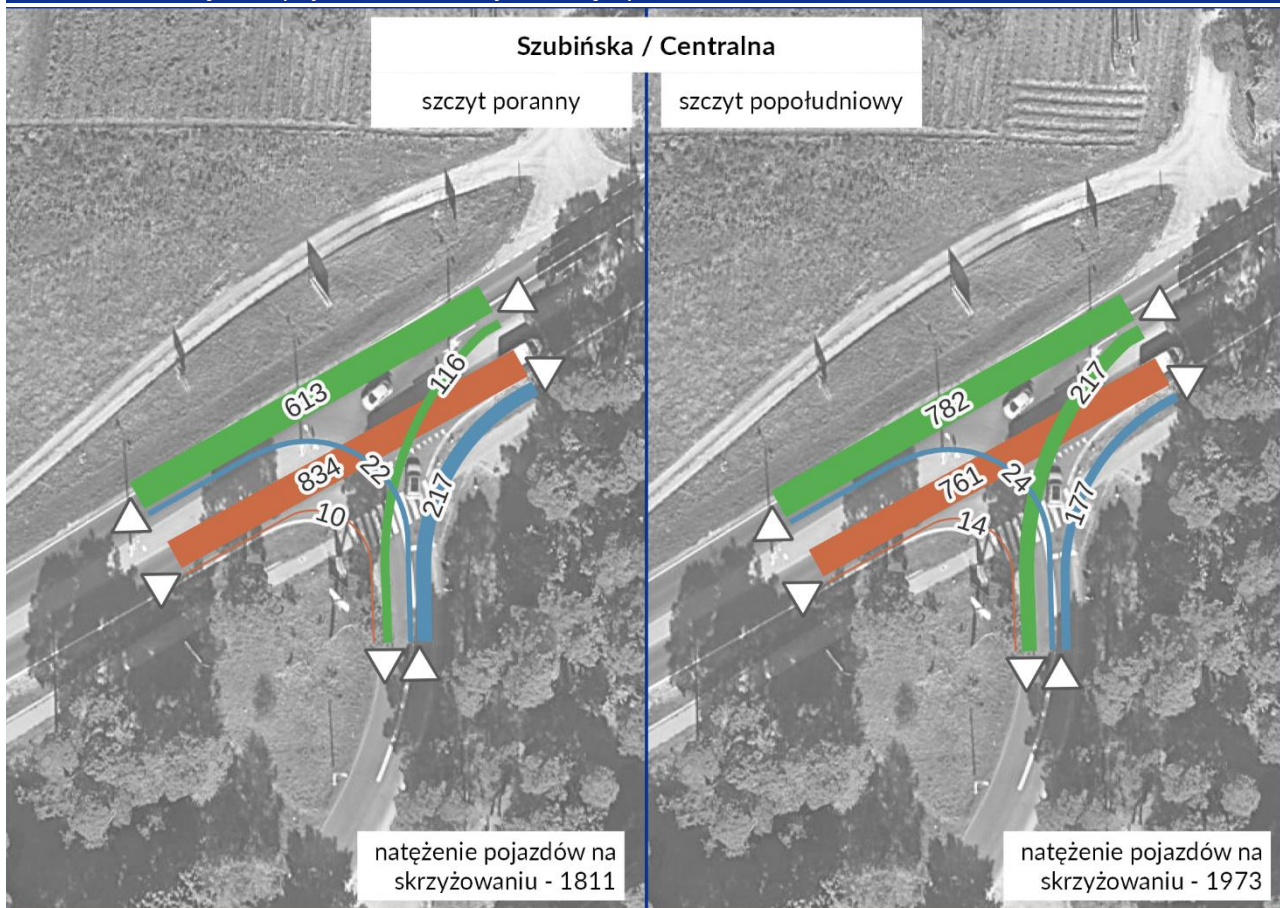 Szubińska / Centralna
szczyt poranny
szczyt popołudniowy
613
116
834
22
10
217
natężenie pojazdów na
skrzyżowaniu - 1811
782
217
761
24
14
177
natężenie pojazdów na
skrzyżowaniu - 1973